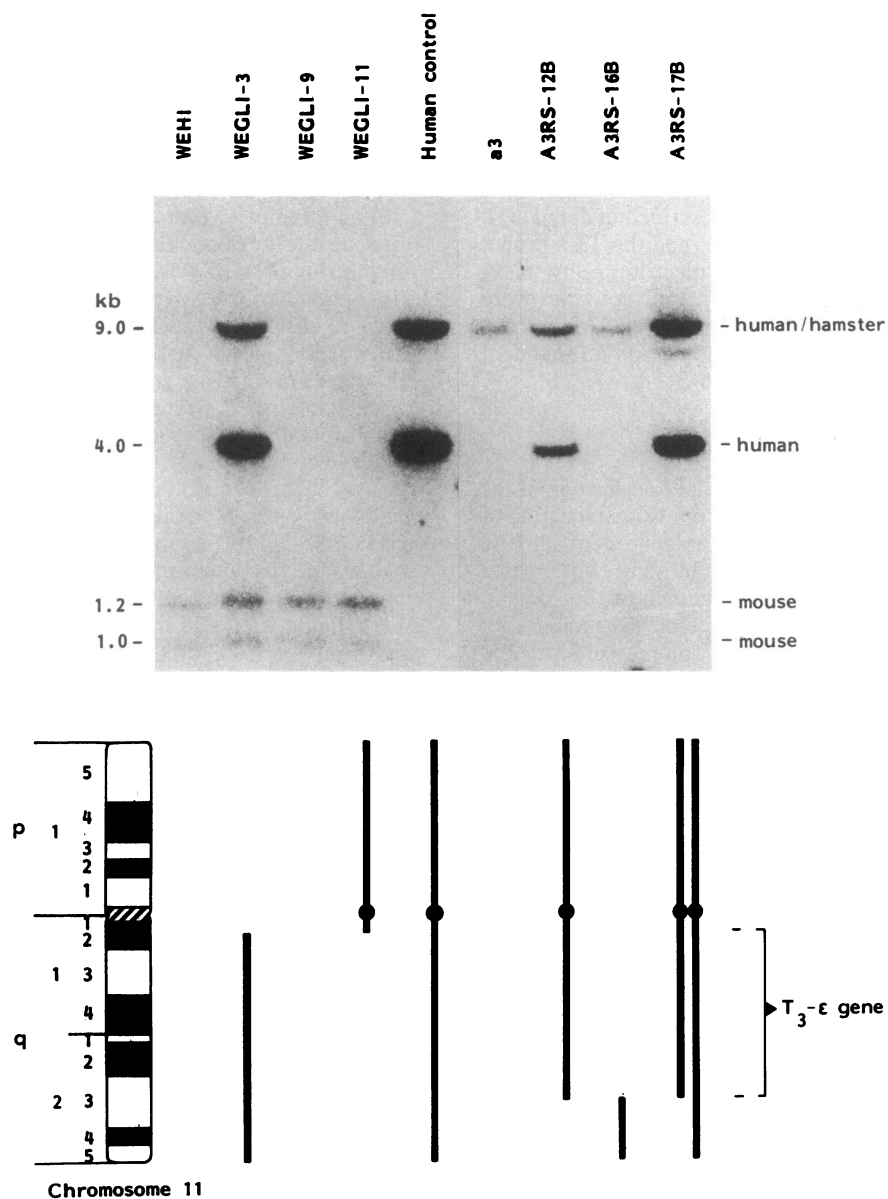 WEHI
WEGLI-3
WEGLI-9
WEGLI-11
Human control
a3
A3RS-12B
A3RS-16B
A3RS-17B
kb
9.0 –
– human/hamster
4.0 –
– human
1.2 –
– mouse
1.0 –
– mouse
p
1
5
4
3
2
1
q
1
1
2
3
4
2
1
2
3
4
5
T3-ε gene
Chromosome 11